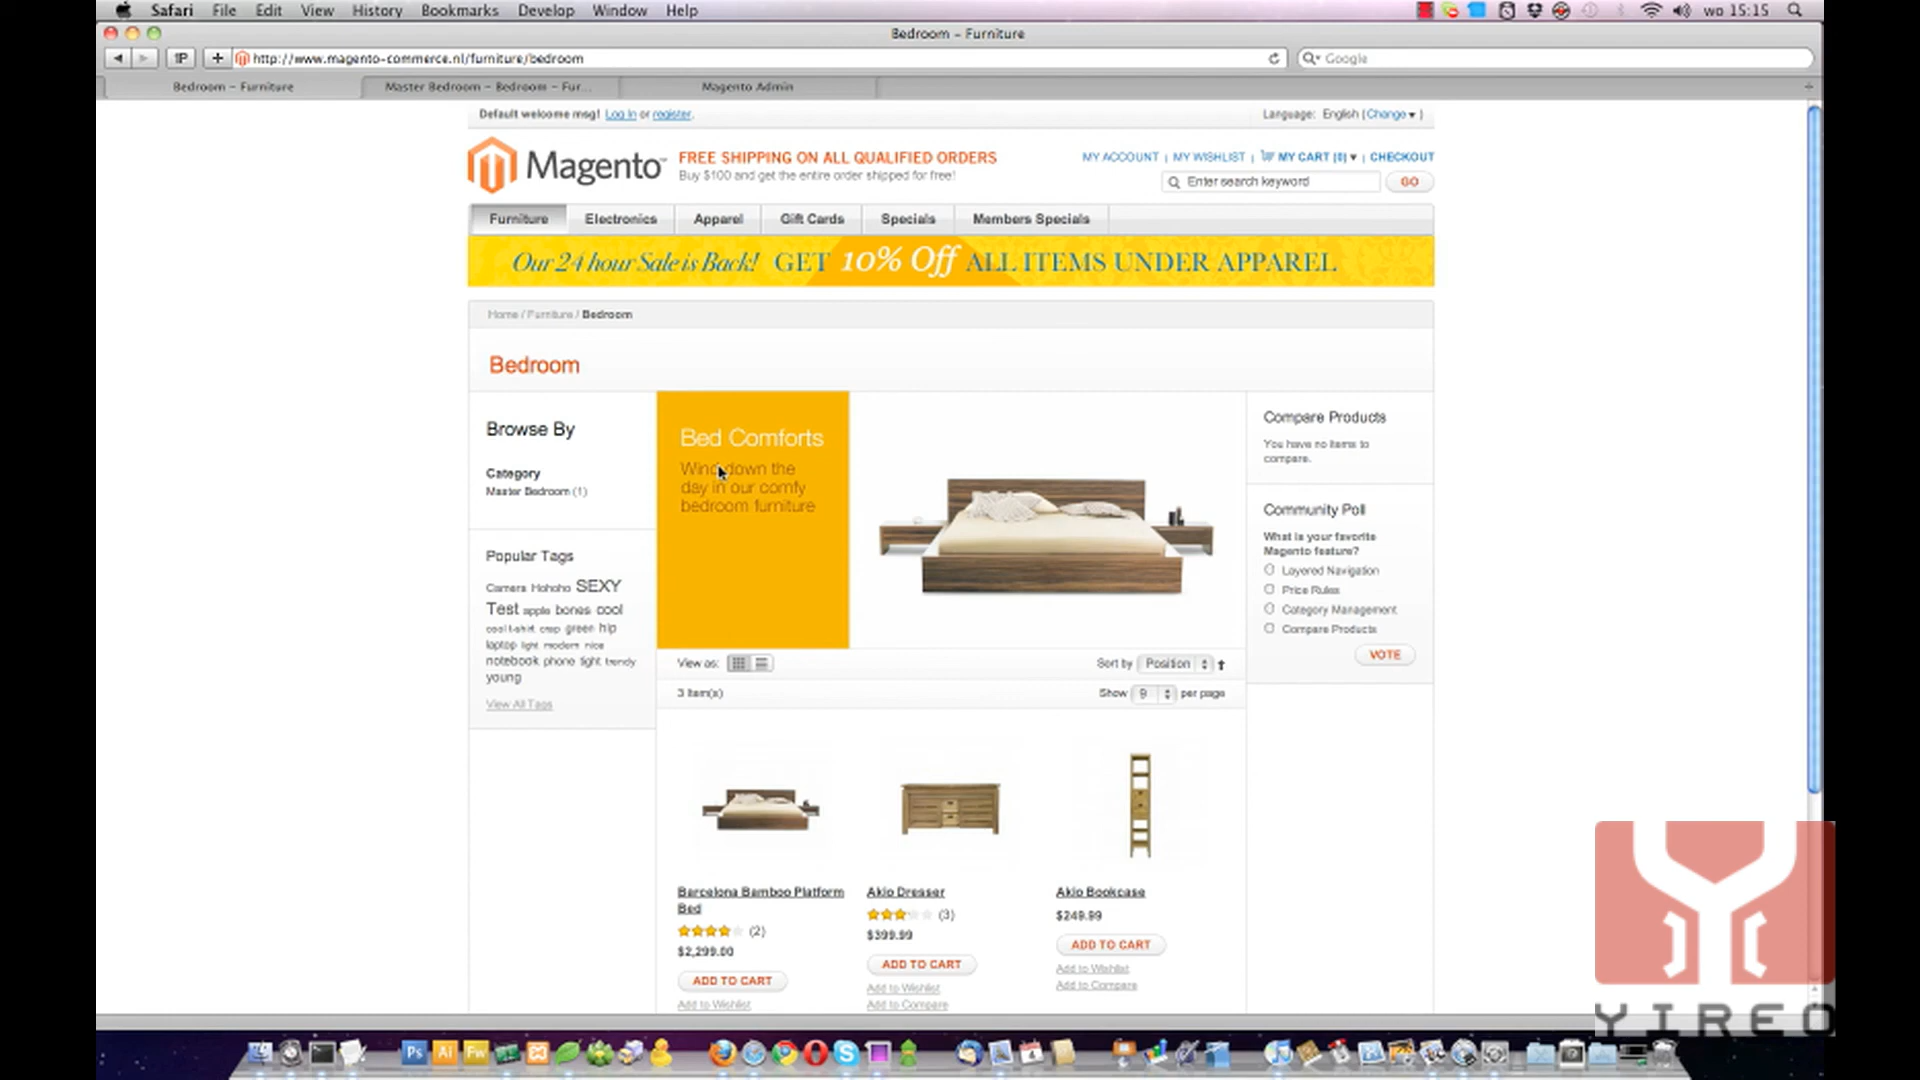 Safari File Edit View History Bookmarks Develop Window Help
wo 15:15
Bedroom – Furniture
1P + http://www.magento-commerce.nl/furniture/bedroom
Google
Bedroom – Furniture
Master Bedroom – Bedroom – Fur...
Magento Admin
Default welcome msg! Log In or register.
Language: English (Change ▾)
Magento™
FREE SHIPPING ON ALL QUALIFIED ORDERS
Buy $100 and get the entire order shipped for free!
MY ACCOUNT | MY WISHLIST | MY CART (0) ▾ | CHECKOUT
Enter search keyword
GO
Furniture Electronics Apparel Gift Cards Specials Members Specials
Our 24 hour Sale is Back! GET 10% Off ALL ITEMS UNDER APPAREL
Home / Furniture / Bedroom
Bedroom
Browse By
Category
Master Bedroom (1)
Popular Tags
Camera Hohoho SEXY
Test apple bones cool
cool t-shirt crap green hip
laptop light modern nice
notebook phone tight trendy
young
View All Tags
Bed Comforts
Wind down the
day in our comfy
bedroom furniture
Compare Products
You have no items to
compare.
Community Poll
What is your favorite
Magento feature?
Layered Navigation
Price Rules
Category Management
Compare Products
VOTE
View as:
Sort by Position
3 Item(s)
Show 9 per page
Barcelona Bamboo Platform
Bed
(2)
$2,299.00
ADD TO CART
Add to Wishlist
Akio Dresser
(3)
$399.99
ADD TO CART
Add to Wishlist
Add to Compare
Akio Bookcase
$249.99
ADD TO CART
Add to Wishlist
Add to Compare
YIREO
Ps Ai Fw